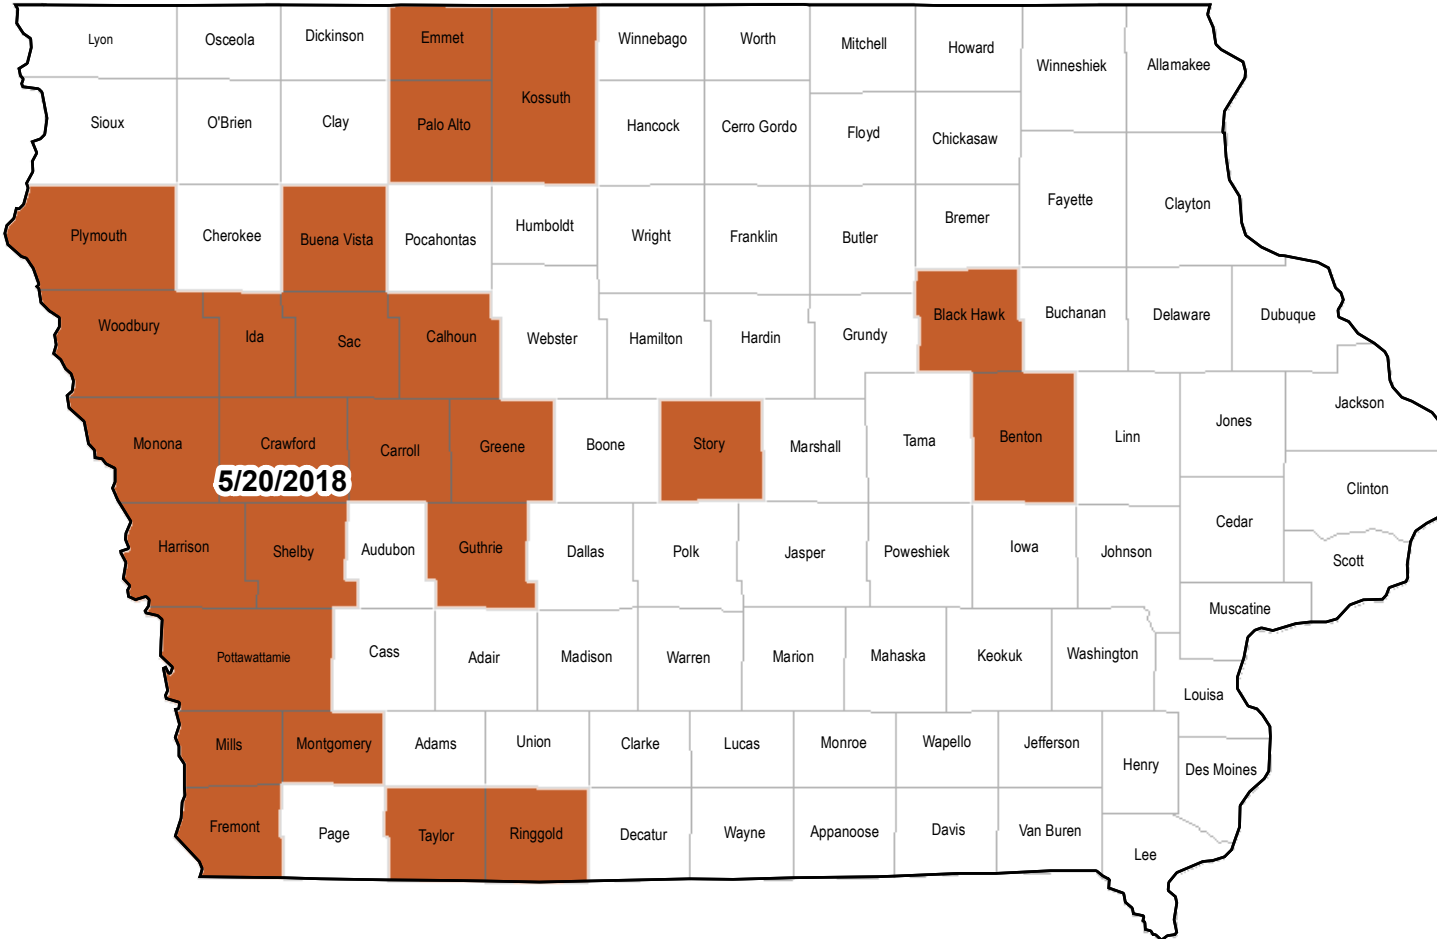 Lyon
Osceola
Dickinson
Emmet
Kossuth
Winnebago
Worth
Mitchell
Howard
Winneshiek
Allamakee
Sioux
O'Brien
Clay
Palo Alto
Hancock
Cerro Gordo
Floyd
Chickasaw
Plymouth
Cherokee
Buena Vista
Pocahontas
Humboldt
Wright
Franklin
Butler
Bremer
Fayette
Clayton
Woodbury
Ida
Sac
Calhoun
Webster
Hamilton
Hardin
Grundy
Black Hawk
Buchanan
Delaware
Dubuque
Monona
Crawford
Carroll
Greene
Boone
Story
Marshall
Tama
Benton
Linn
Jones
Jackson
Clinton
5/20/2018
Harrison
Shelby
Audubon
Guthrie
Dallas
Polk
Jasper
Poweshiek
Iowa
Johnson
Cedar
Scott
Muscatine
Pottawattamie
Cass
Adair
Madison
Warren
Marion
Mahaska
Keokuk
Washington
Louisa
Mills
Montgomery
Adams
Union
Clarke
Lucas
Monroe
Wapello
Jefferson
Henry
Des Moines
Fremont
Page
Taylor
Ringgold
Decatur
Wayne
Appanoose
Davis
Van Buren
Lee